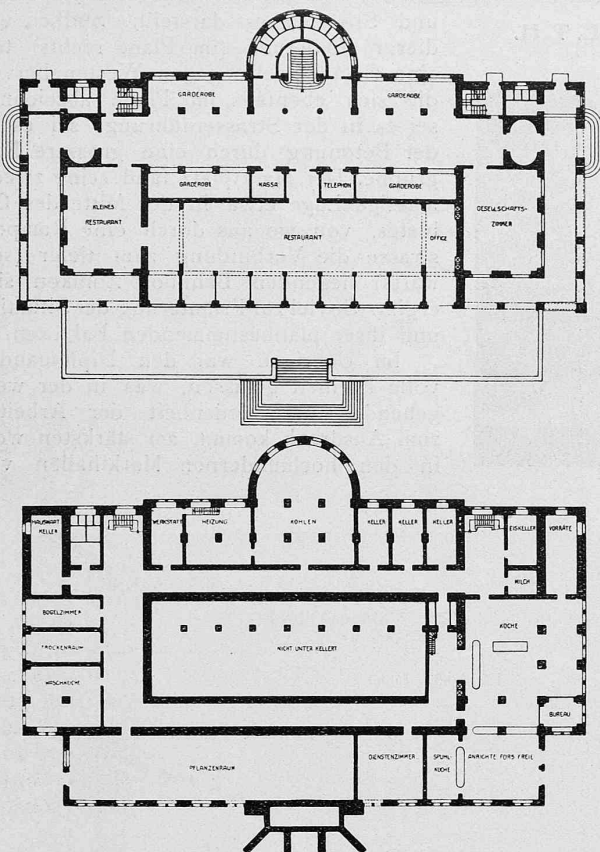 GARDEROBE
GARDEROBE
GARDEROBE
KASSA
TELEPHON
GARDEROBE
KLEINES
RESTAURANT
RESTAURANT
OFFICE
GESELLSCHAFTS-
ZIMMER
HAUSWART
KELLER
WERKSTATT
HEIZUNG
KOHLEN
KELLER
KELLER
KELLER
EISKELLER
VORRÄTE
MILCH
BÜGELZIMMER
TROCKENRAUM
WASCHKÜCHE
NICHT UNTER KELLERT
KÜCHE
BUREAU
PFLANZENRAUM
DIENSTENZIMMER
SPÜHL-
KÜCHE
ANRICHTE FÜRS FREIE